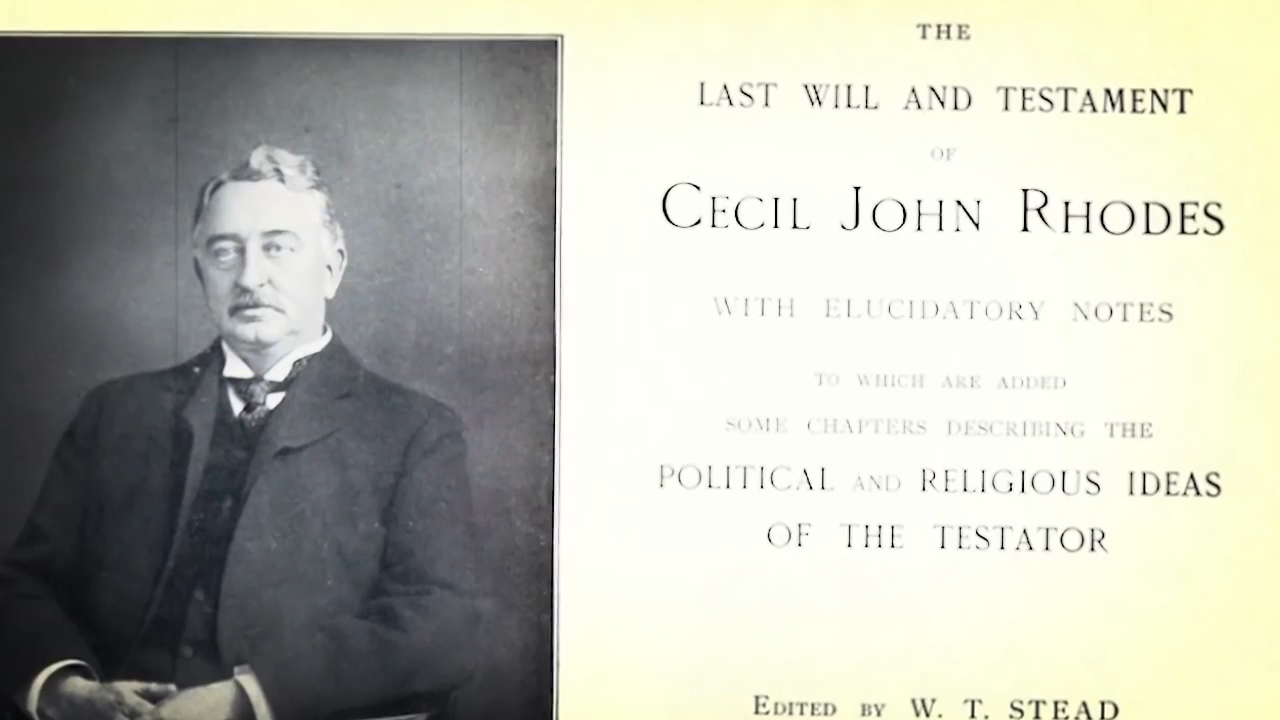 THE
LAST WILL AND TESTAMENT
OF
CECIL JOHN RHODES
WITH ELUCIDATORY NOTES
TO WHICH ARE ADDED
SOME CHAPTERS DESCRIBING THE
POLITICAL AND RELIGIOUS IDEAS
OF THE TESTATOR
EDITED BY W. T. STEAD